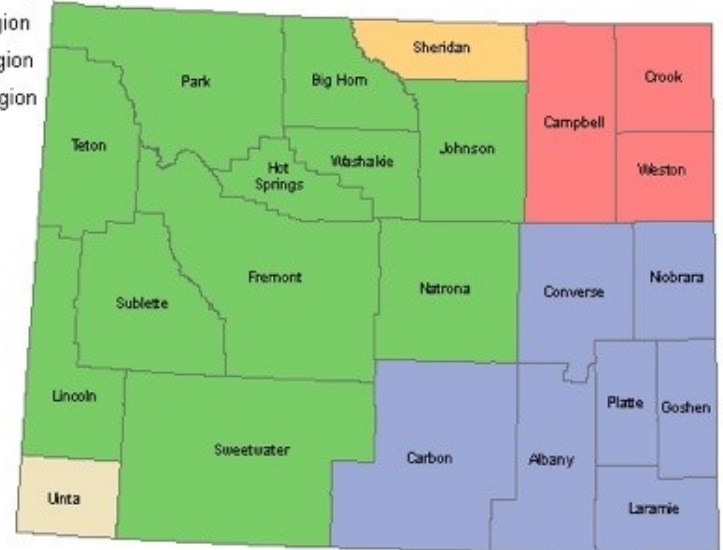 gion
gion
gion
Sheridan
Park
Big Horn
Crook
Campbell
Teton
Johnson
Washakie
Hot
Springs
Weston
Fremont
Natrona
Converse
Niobrara
Sublette
Lincoln
Platte
Goshen
Sweetwater
Carbon
Albany
Uinta
Laramie